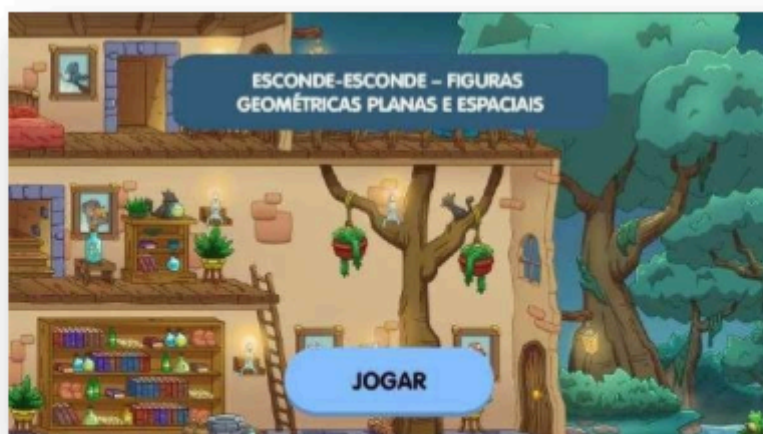 ESCONDE-ESCONDE – FIGURAS
GEOMÉTRICAS PLANAS E ESPACIAIS
JOGAR